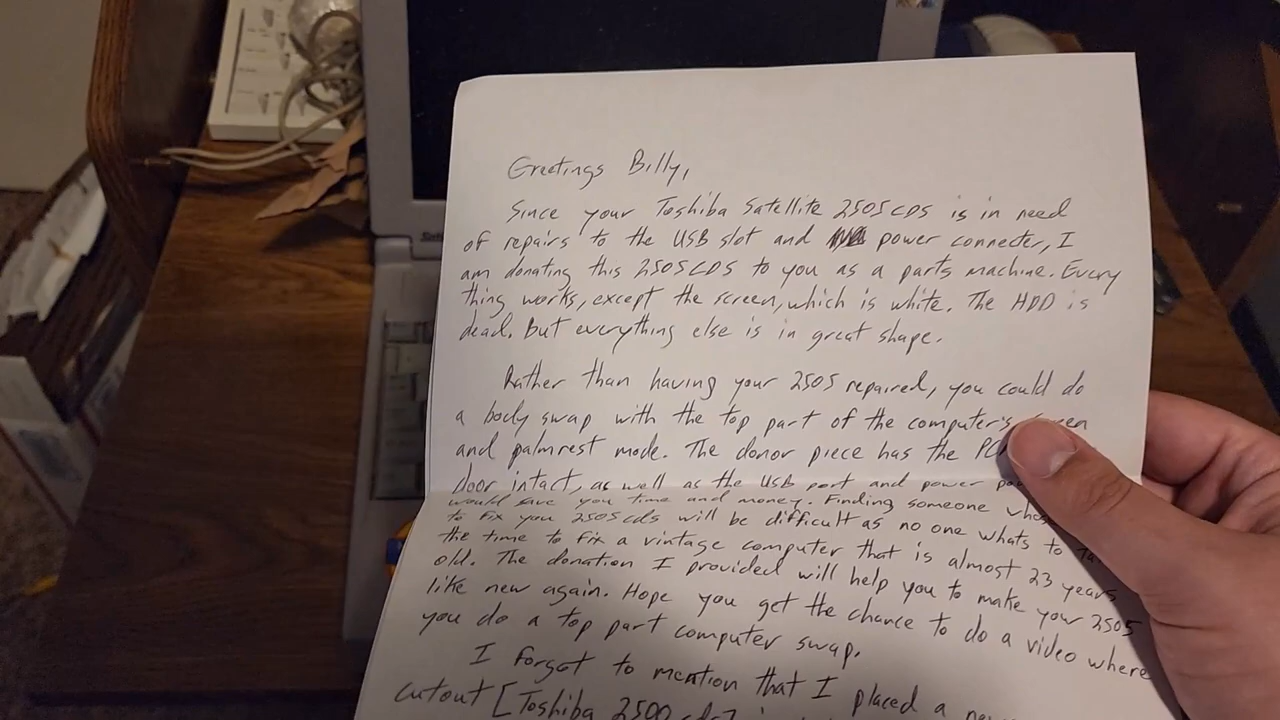 Greetings Billy,
Since your Toshiba Satellite 2505CDS is in need
of repairs to the USB slot and power connecter, I
am donating this 2505CDS to you as a parts machine. Every
thing works, except the screen, which is white. The HDD is
dead. But everything else is in great shape.
Rather than having your 2505 repaired, you could do
a body swap with the top part of the computer's
and palmrest mode. The donor piece has the
door intact, as well as the USB port and power
would save you time and money. Finding someone
to fix you 2505cds will be difficult as no one whats to
the time to fix a vintage computer that is almost 23 years
old. The donation I provided will help you to make your 2505
like new again. Hope you get the chance to do a video where
you do a top part computer swap.
I forgot to mention that I placed a
cutout [Toshiba 2500cds]